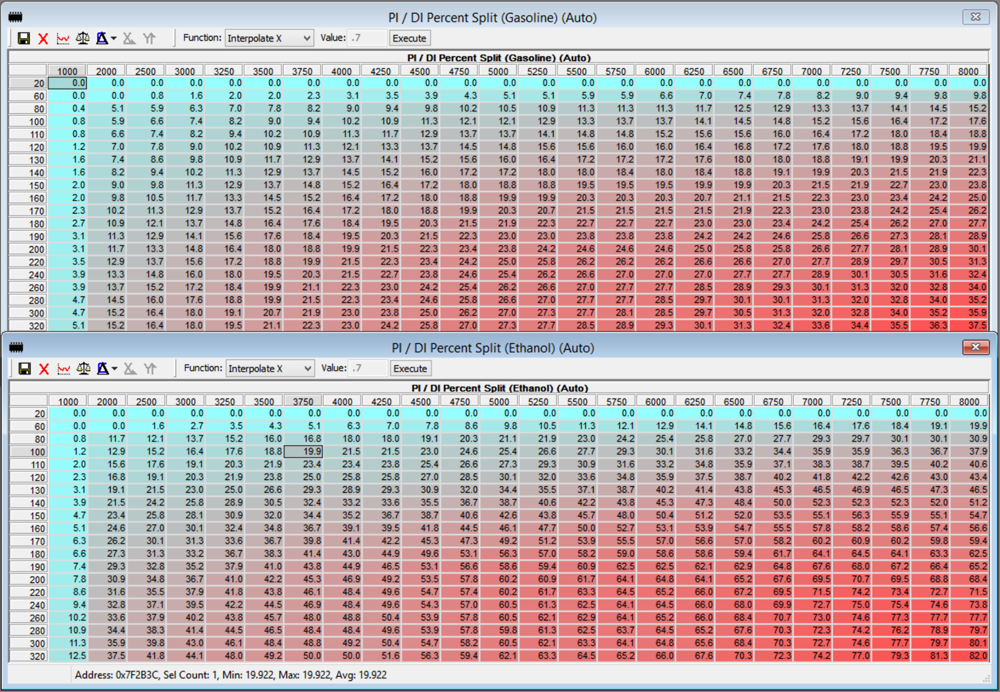 PI / DI Percent Split (Gasoline) (Auto)
Function: Interpolate X Value: .7 Execute
PI / DI Percent Split (Gasoline) (Auto)
1000 2000 2500 3000 3250 3500 3750 4000 4250 4500 4750 5000 5250 5500 5750 6000 6250 6500 6750 7000 7250 7500 7750 8000
20 0.0 0.0 0.0 0.0 0.0 0.0 0.0 0.0 0.0 0.0 0.0 0.0 0.0 0.0 0.0 0.0 0.0 0.0 0.0 0.0 0.0 0.0 0.0 0.0
60 0.0 0.0 0.8 1.6 2.0 2.0 2.3 3.1 3.5 3.9 4.3 5.1 5.1 5.9 5.9 6.6 7.0 7.4 7.8 8.2 9.0 9.4 9.8 9.8
80 0.4 5.1 5.9 6.3 7.0 7.8 8.2 9.0 9.4 9.8 10.2 10.5 10.9 11.3 11.3 11.3 11.7 12.5 12.9 13.3 13.7 14.1 14.5 15.2
100 0.8 5.9 6.6 7.4 8.2 9.0 9.4 10.2 10.9 11.3 12.1 12.1 12.9 13.3 13.7 13.7 14.1 14.5 14.8 15.2 15.6 16.4 17.2 17.6
110 0.8 6.6 7.4 8.2 9.4 10.2 10.9 11.3 11.7 12.9 13.7 13.7 14.1 14.8 14.8 15.2 15.6 15.6 16.0 16.4 17.2 18.0 18.4 18.8
120 1.2 7.0 7.8 9.0 10.2 10.9 11.3 12.1 13.3 13.7 14.5 14.8 15.6 15.6 16.0 16.0 16.4 16.8 17.2 17.6 18.0 18.8 19.5 19.9
130 1.6 7.4 8.6 9.8 10.9 11.7 12.9 13.7 14.1 15.2 15.6 16.0 16.4 17.2 17.2 17.2 17.6 18.0 18.0 18.8 19.1 19.9 20.3 21.1
140 1.6 8.2 9.4 10.2 11.3 12.9 13.7 14.5 15.2 16.0 17.2 17.2 18.0 18.0 18.4 18.0 18.4 18.8 19.1 19.9 20.3 21.5 21.9 22.3
150 2.0 9.0 9.8 11.3 12.9 13.7 14.8 15.2 16.4 17.2 18.0 18.8 18.8 19.5 19.5 19.5 19.9 19.9 20.3 21.5 21.9 22.7 23.0 23.8
160 2.0 9.8 10.5 11.7 13.3 14.5 15.2 16.4 17.2 18.0 18.8 19.9 19.9 20.3 20.3 20.3 20.7 21.1 21.5 22.3 23.0 23.4 24.2 25.0
170 2.3 10.2 11.3 12.9 13.7 15.2 16.4 17.2 18.0 18.8 19.9 20.3 20.7 21.5 21.5 21.5 21.5 21.9 22.3 23.0 23.8 24.2 25.4 26.2
180 2.7 10.9 12.1 13.7 14.8 16.4 17.6 18.4 19.5 20.3 21.5 21.9 22.3 22.7 22.7 22.7 23.0 23.0 23.4 24.2 25.4 26.2 27.0 27.7
190 3.1 11.3 12.9 14.1 15.6 17.6 18.4 19.5 20.3 21.5 22.3 23.0 23.0 23.8 23.8 23.8 24.2 24.2 24.6 25.8 26.6 27.3 28.1 28.9
200 3.1 11.7 13.3 14.8 16.4 18.0 18.8 19.9 21.5 22.3 23.4 23.8 24.2 24.6 24.6 24.6 25.0 25.8 25.8 26.6 27.7 28.1 28.9 30.1
220 3.5 12.9 13.7 15.6 17.2 18.8 19.9 21.5 22.3 23.4 24.2 25.0 25.8 26.2 26.2 26.2 26.6 26.6 27.0 27.7 28.9 29.7 30.5 31.3
240 3.9 13.3 14.8 16.0 18.0 19.5 20.3 21.5 22.7 23.8 24.6 25.4 26.2 26.6 27.0 27.0 27.0 27.7 27.7 28.9 30.1 30.5 31.6 32.4
260 3.9 13.7 15.2 17.2 18.4 19.9 21.1 22.3 23.0 24.2 25.4 26.2 26.6 27.0 27.7 27.7 28.5 28.9 29.3 30.1 31.3 32.0 32.8 34.0
280 4.7 14.5 16.0 17.6 18.8 19.9 21.5 22.3 23.4 24.6 25.8 26.6 27.0 27.7 27.7 28.5 29.7 30.1 30.1 31.3 32.0 32.8 34.0 35.2
300 4.7 15.2 16.4 18.0 19.1 20.7 21.9 23.0 23.8 25.0 26.2 27.0 27.3 27.7 28.1 28.5 29.7 30.5 31.3 32.0 32.8 34.0 35.2 35.9
320 5.1 15.2 16.4 18.0 19.5 21.1 22.3 23.0 24.2 25.8 27.0 27.3 27.7 28.5 28.9 29.3 30.1 31.3 32.4 33.6 34.4 35.5 36.3 37.5
PI / DI Percent Split (Ethanol) (Auto)
Function: Interpolate X Value: .7 Execute
PI / DI Percent Split (Ethanol) (Auto)
1000 2000 2500 3000 3250 3500 3750 4000 4250 4500 4750 5000 5250 5500 5750 6000 6250 6500 6750 7000 7250 7500 7750 8000
20 0.0 0.0 0.0 0.0 0.0 0.0 0.0 0.0 0.0 0.0 0.0 0.0 0.0 0.0 0.0 0.0 0.0 0.0 0.0 0.0 0.0 0.0 0.0 0.0
60 0.0 0.0 1.6 2.7 3.5 4.3 5.1 6.3 7.0 7.8 8.6 9.8 10.5 11.3 12.1 12.9 14.1 14.8 15.6 16.4 17.6 18.4 19.1 19.9
80 0.8 11.7 12.1 13.7 15.2 16.0 16.8 18.0 18.0 19.1 20.3 21.1 21.9 23.0 24.2 25.4 25.8 27.0 27.7 29.3 29.7 30.1 30.1 30.9
100 1.2 12.9 15.2 16.4 17.6 18.8 19.9 21.5 21.5 23.0 24.6 25.4 26.6 27.7 29.3 30.1 31.6 33.2 34.4 35.9 35.9 36.3 36.7 37.9
110 2.0 15.6 17.6 19.1 20.3 21.9 23.4 23.4 23.8 25.4 26.6 27.3 29.3 30.9 31.6 33.2 34.8 35.9 37.1 38.3 38.7 39.5 40.2 40.6
120 2.3 16.8 19.1 20.3 21.9 23.8 25.0 25.8 25.8 27.0 28.5 30.1 32.0 33.6 34.8 35.9 37.5 38.7 40.2 41.8 42.2 42.6 43.0 43.4
130 3.1 19.1 21.5 23.0 25.0 26.6 29.3 28.9 29.3 30.9 32.0 34.4 35.5 37.1 38.7 40.2 41.4 43.8 45.3 46.5 46.9 46.5 47.3 46.5
140 3.9 21.5 24.2 25.8 28.9 30.5 32.4 33.2 33.6 35.5 36.7 38.7 40.6 42.2 43.8 45.3 47.3 48.4 50.0 52.3 52.3 52.3 52.0 51.2
150 4.7 23.4 25.8 28.1 30.9 32.0 34.4 35.2 36.7 38.7 40.6 42.6 43.8 45.7 48.0 50.4 51.2 52.0 53.5 55.1 56.3 55.9 55.1 54.7
160 5.1 24.6 27.0 30.1 32.4 34.8 36.7 39.1 39.5 41.8 44.5 46.1 47.7 50.0 52.7 53.1 53.9 54.7 55.5 57.8 58.2 58.6 57.4 56.6
170 6.3 26.2 30.1 31.3 33.6 36.7 39.8 41.4 42.2 45.3 47.3 49.2 51.2 53.9 55.5 57.0 56.6 57.0 58.2 60.2 60.9 60.2 59.8 59.4
180 6.6 27.3 31.3 33.2 36.7 38.3 41.4 43.0 44.9 49.6 53.1 56.3 57.0 58.2 59.0 58.6 58.6 59.4 61.7 64.1 64.5 64.1 63.3 62.5
190 7.4 29.3 32.8 35.2 37.9 41.0 43.8 44.9 46.5 53.1 56.6 58.6 59.4 60.9 62.5 62.5 62.1 62.9 64.8 67.6 68.0 67.2 66.4 65.2
200 7.8 30.9 34.8 36.7 41.0 42.2 45.3 46.9 49.2 53.5 57.8 60.2 60.9 61.7 64.1 64.8 64.1 65.2 67.6 69.5 70.7 69.5 68.8 68.4
220 8.6 31.6 35.5 37.9 41.8 43.8 46.1 48.4 49.6 54.7 57.4 60.2 61.7 63.3 64.5 65.2 66.0 67.2 69.5 71.5 74.2 73.4 72.7 71.5
240 9.4 32.8 37.1 39.5 42.2 44.5 46.9 48.4 49.6 54.3 57.0 60.5 61.3 62.5 64.1 64.5 66.0 68.0 69.9 72.7 75.0 75.4 74.6 73.8
260 10.2 33.6 37.9 40.2 43.8 45.7 48.0 48.8 50.4 53.9 57.8 60.5 62.1 62.9 64.1 65.2 66.0 68.4 70.7 73.0 74.6 77.3 77.7 77.7
280 10.9 34.4 38.3 41.4 44.5 46.5 48.4 48.4 49.6 53.9 57.8 59.8 61.3 62.5 63.7 64.5 65.2 67.6 70.3 72.3 74.2 76.2 78.9 79.7
300 11.3 35.9 39.8 43.0 46.1 48.4 48.8 49.2 50.4 54.7 58.2 60.5 62.1 63.3 64.1 64.8 65.6 68.4 70.3 72.7 74.6 77.7 79.7 80.1
320 12.5 37.5 41.8 44.1 48.0 49.2 50.0 50.0 51.6 56.3 59.4 62.1 63.3 64.5 65.2 66.0 67.6 70.3 72.3 74.2 77.0 79.3 81.3 82.0
Address: 0x7F2B3C, Sel Count: 1, Min: 19.922, Max: 19.922, Avg: 19.922